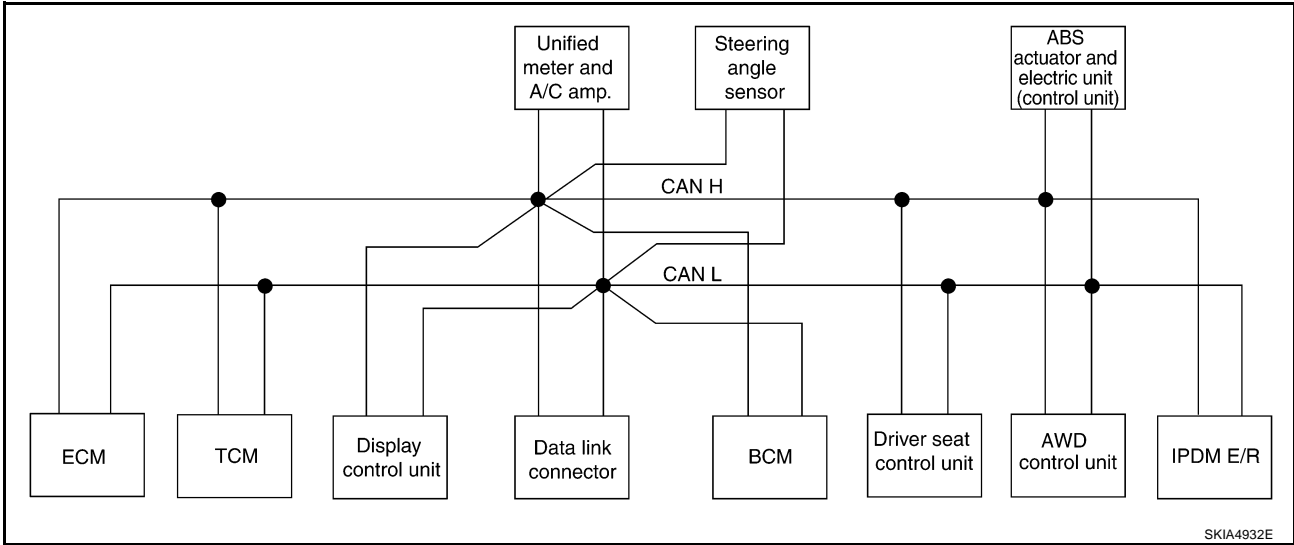 Unified
meter and
A/C amp.
Steering
angle
sensor
ABS
actuator and
electric unit
(control unit)
CAN H
CAN L
ECM
TCM
Display
control unit
Data link
connector
BCM
Driver seat
control unit
AWD
control unit
IPDM E/R
SKIA4932E